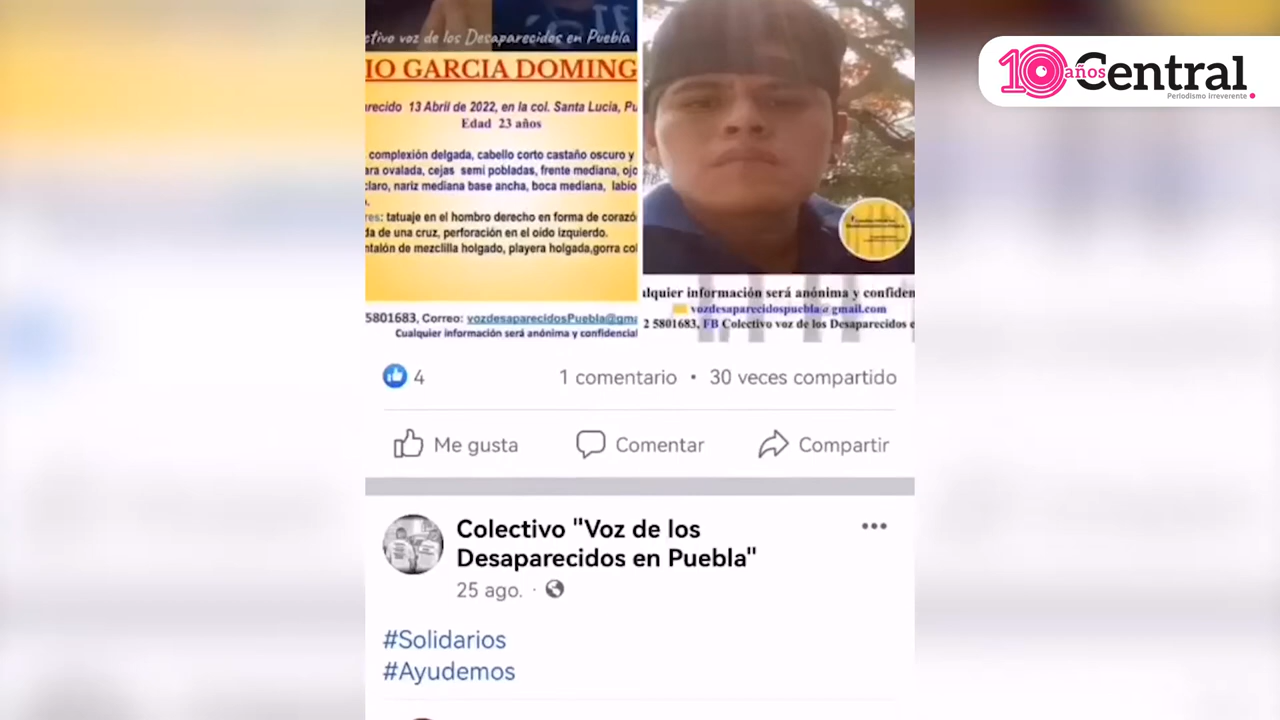 10 años Central
Periodismo Irreverente
ctivo voz de los Desaparecidos en Puebla
IO GARCIA DOMING
recido 13 Abril de 2022, en la col. Santa Lucía, Pu
Edad 23 años
complexión delgada, cabello corto castaño oscuro y
ara ovalada, cejas semi pobladas, frente mediana, ojo
claro, nariz mediana base ancha, boca mediana, labio
res: tatuaje en el hombro derecho en forma de corazó
da de una cruz, perforación en el oído izquierdo.
ntalón de mezclilla holgado, playera holgada,gorra col
5801683, Correo: vozdesaparecidosPuebla@gma
Cualquier información será anónima y confidencial
lquier información será anónima y confiden
vozdesaparecidospuebla@gmail.com
2 5801683, FB Colectivo voz de los Desaparecidos e
4
1 comentario • 30 veces compartido
Me gusta
Comentar
Compartir
Colectivo "Voz de los
Desaparecidos en Puebla"
25 ago. ·
#Solidarios
#Ayudemos